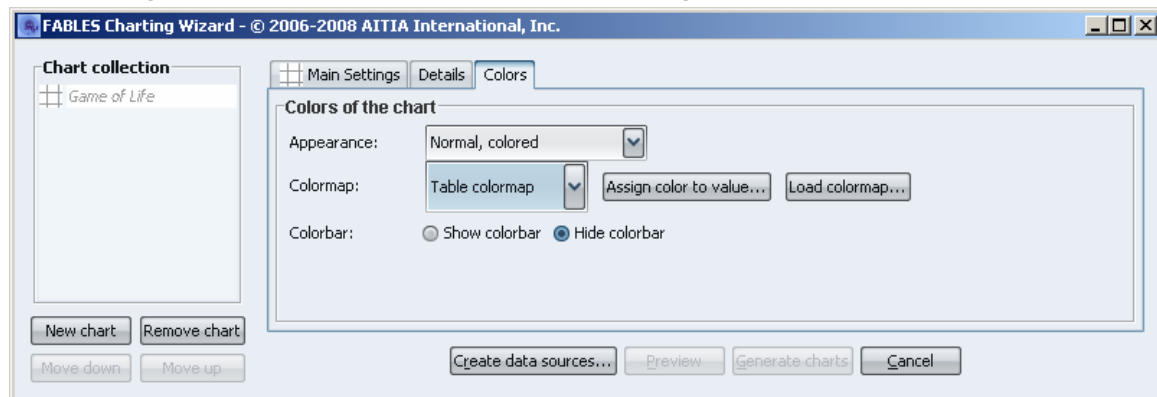 FABLES Charting Wizard - © 2006-2008 AITIA International, Inc.
Chart collection
Game of Life
Main Settings Details Colors
Colors of the chart
Appearance: Normal, colored
Colormap: Table colormap Assign color to value... Load colormap...
Colorbar: Show colorbar Hide colorbar
New chart Remove chart
Move down Move up
Create data sources... Preview Generate charts Cancel